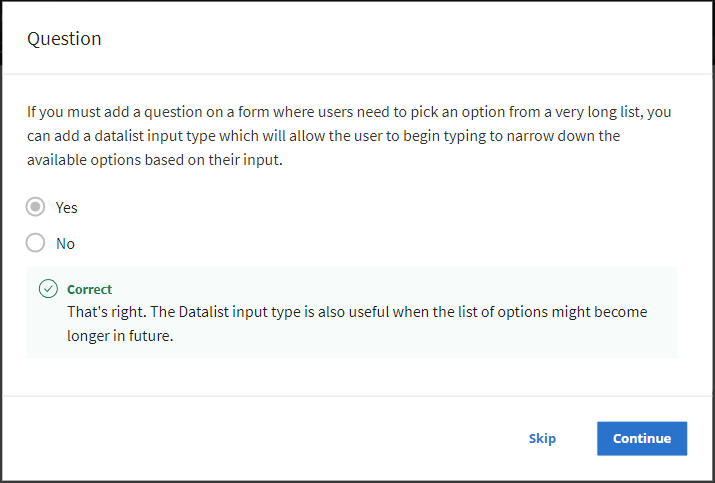 Question
If you must add a question on a form where users need to pick an option from a very long list, you
can add a datalist input type which will allow the user to begin typing to narrow down the
available options based on their input.
Yes
No
Correct
That's right. The Datalist input type is also useful when the list of options might become
longer in future.
Skip
Continue